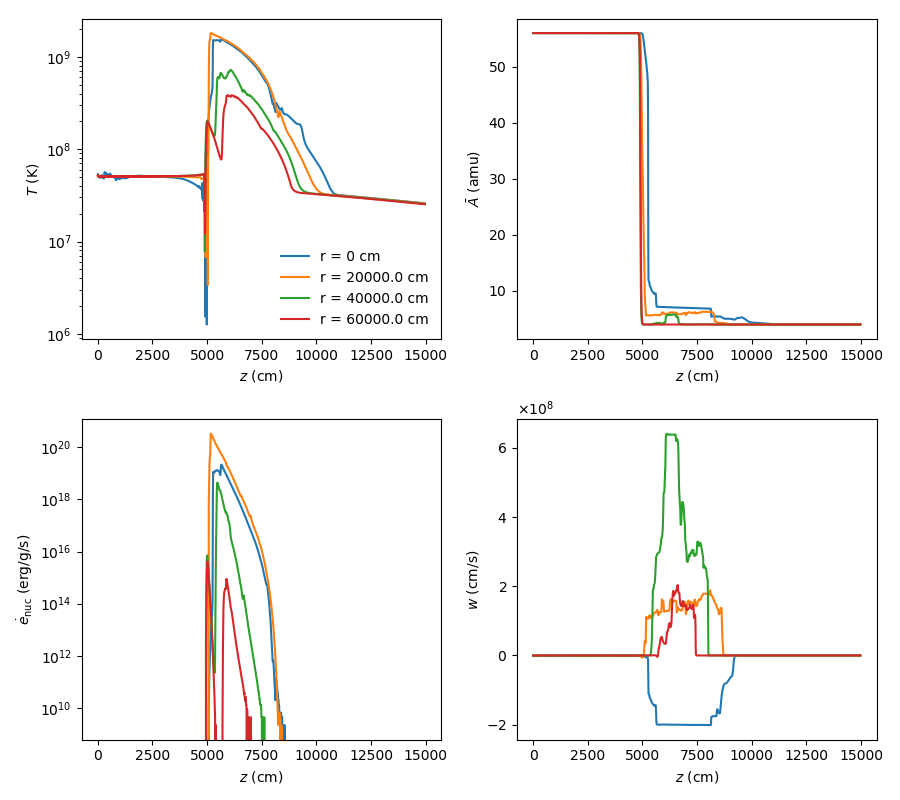 10⁹
10⁸
10⁷
10⁶
T (K)
r = 0 cm
r = 20000.0 cm
r = 40000.0 cm
r = 60000.0 cm
0 2500 5000 7500 10000 12500 15000
z (cm)
50
40
30
20
10
Ā (amu)
0 2500 5000 7500 10000 12500 15000
z (cm)
10²⁰
10¹⁸
10¹⁶
10¹⁴
10¹²
10¹⁰
ėnuc (erg/g/s)
0 2500 5000 7500 10000 12500 15000
z (cm)
×10⁸
6
4
2
0
−2
w (cm/s)
0 2500 5000 7500 10000 12500 15000
z (cm)